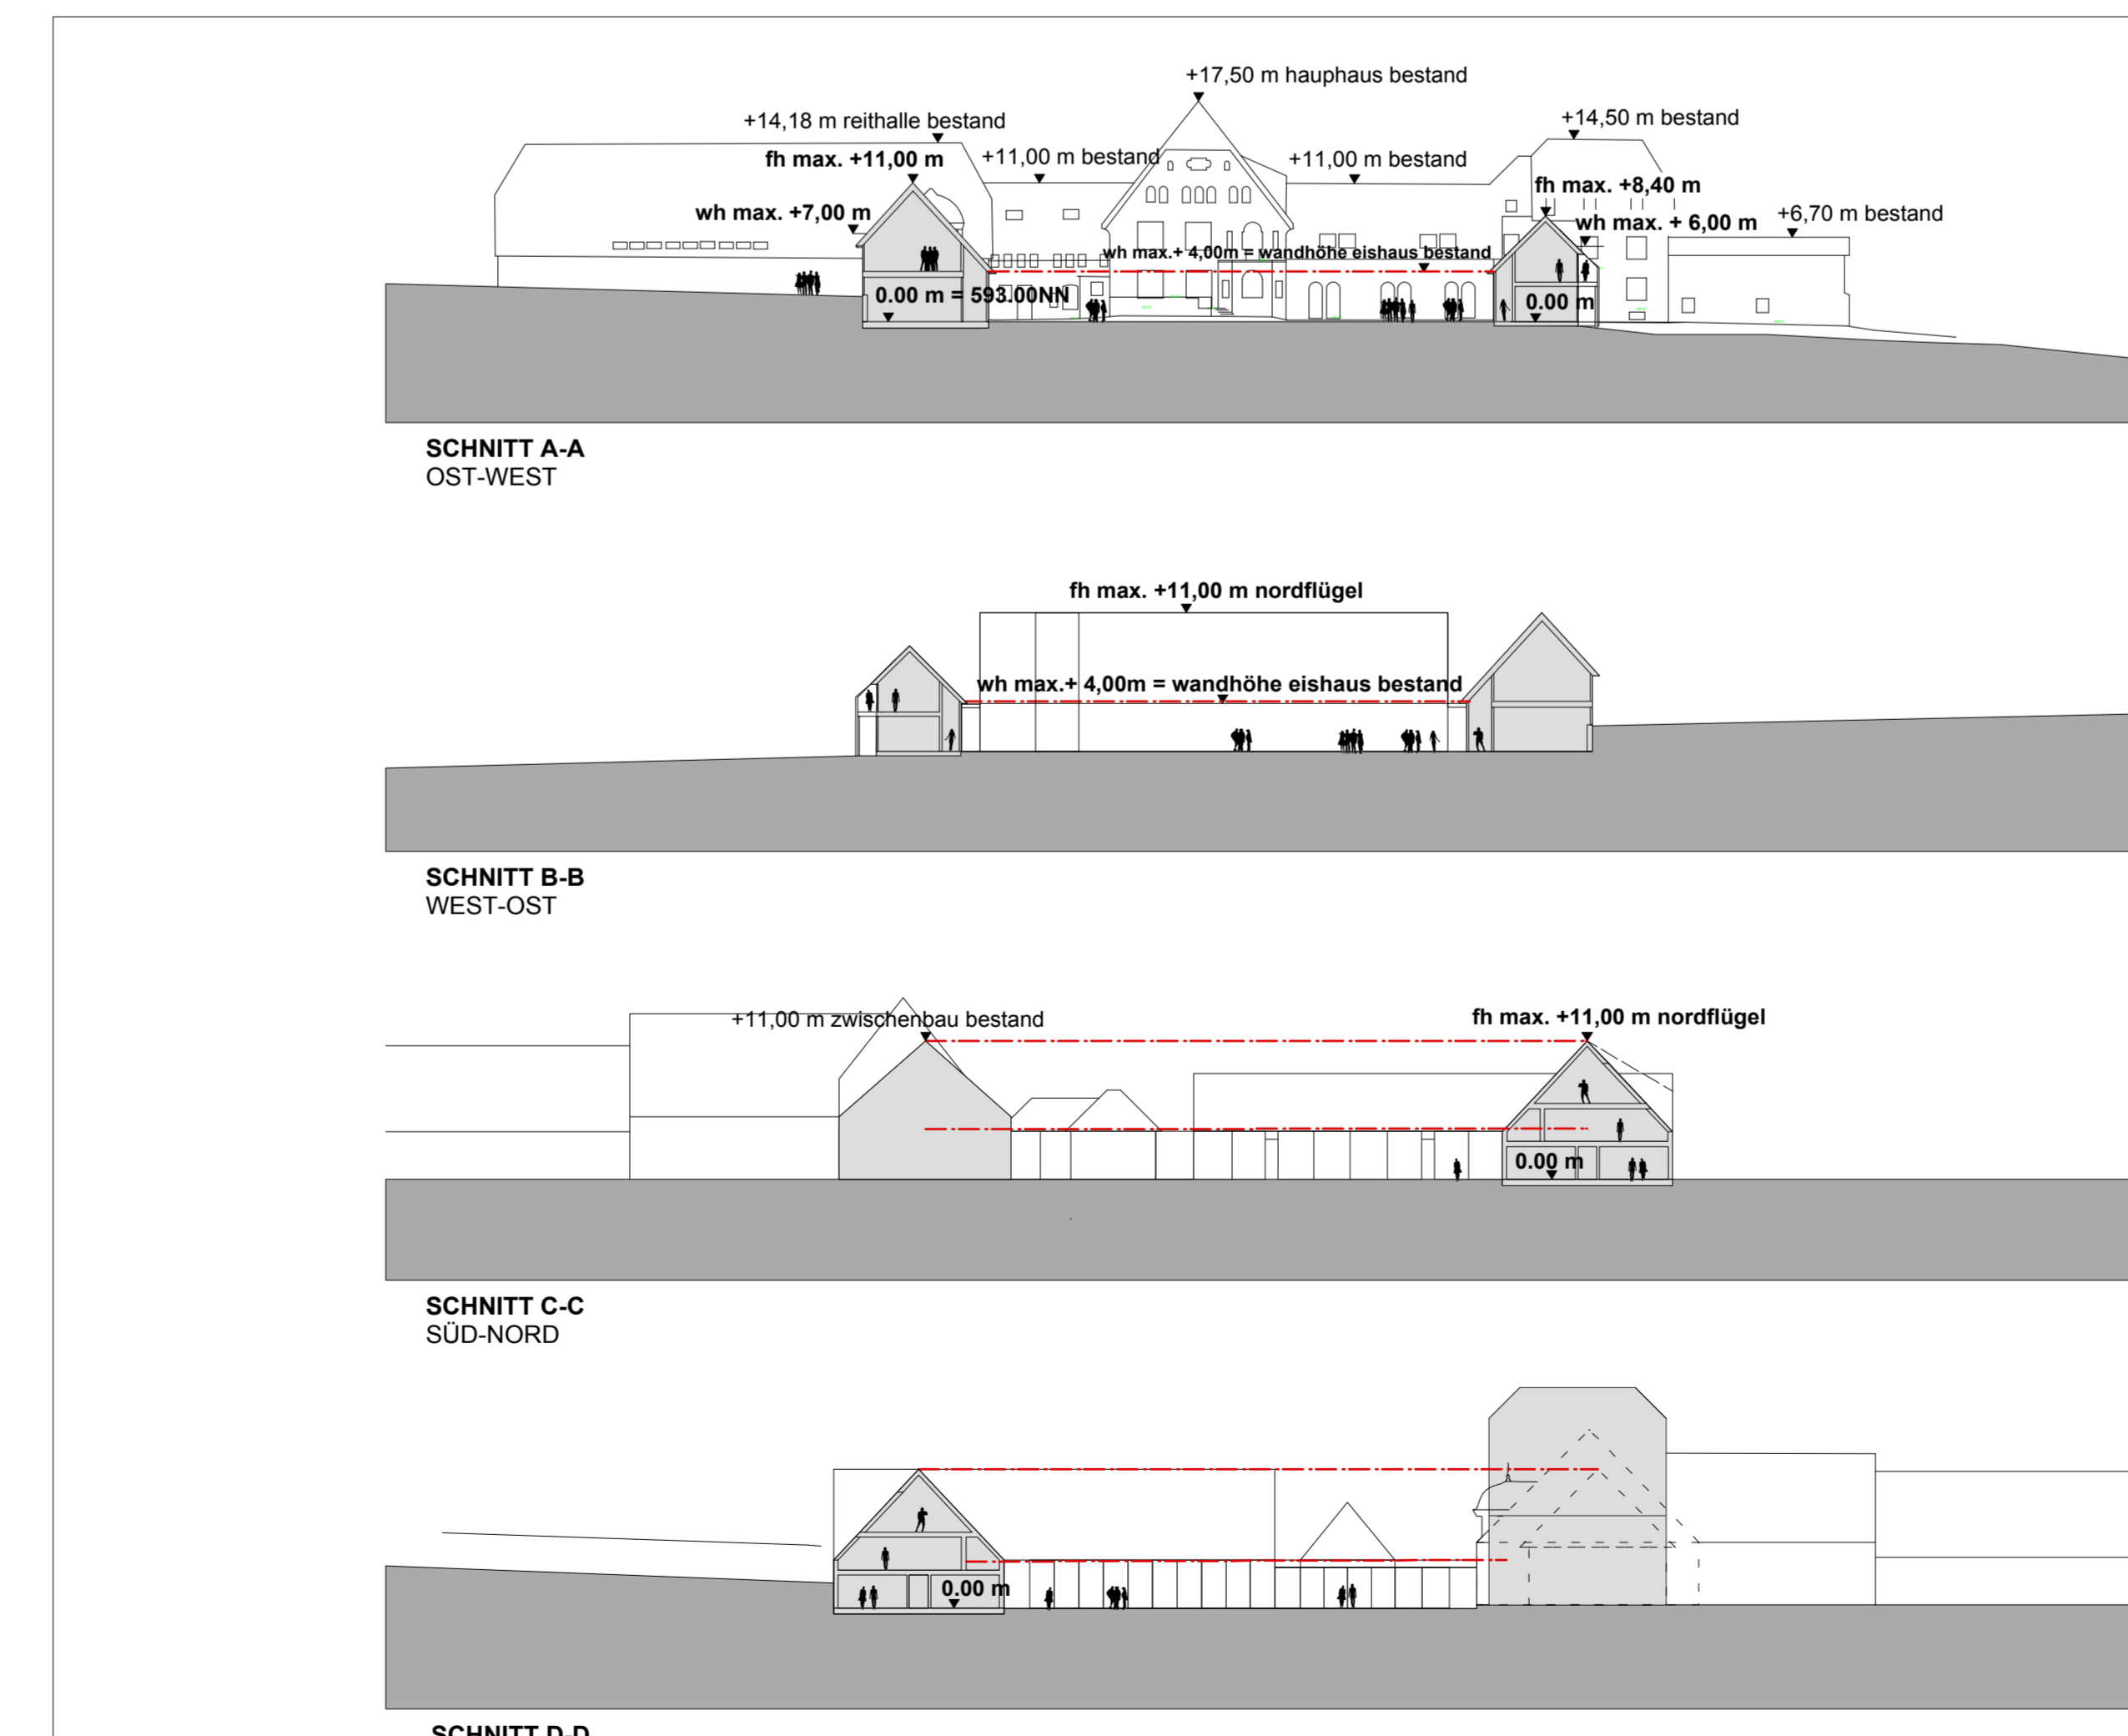 +17,50 m hauphaus bestand
+14,18 m reithalle bestand
+14,50 m bestand
fh max. +11,00 m
+11,00 m bestand
+11,00 m bestand
fh max. +8,40 m
wh max. +7,00 m
wh max. + 6,00 m
+6,70 m bestand
wh max.+ 4,00m = wandhöhe eishaus bestand
0.00 m = 593.00NN
0.00 m
SCHNITT A-A
OST-WEST
fh max. +11,00 m nordflügel
wh max.+ 4,00m = wandhöhe eishaus bestand
SCHNITT B-B
WEST-OST
+11,00 m zwischenbau bestand
fh max. +11,00 m nordflügel
0.00 m
SCHNITT C-C
SÜD-NORD
0.00 m
SCHNITT D-D